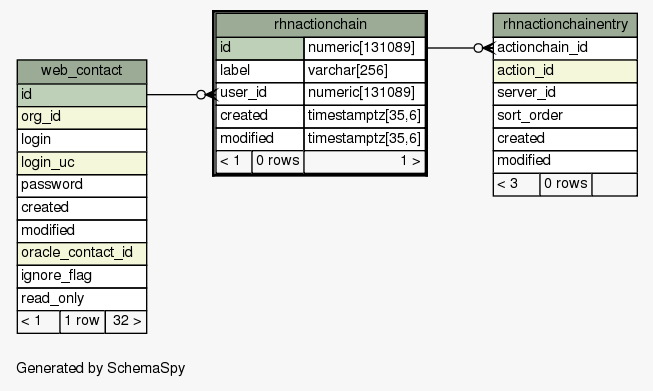 web_contact
id
org_id
login
login_uc
password
created
modified
oracle_contact_id
ignore_flag
read_only
< 1 1 row 32 >
rhnactionchain
id numeric[131089]
label varchar[256]
user_id numeric[131089]
created timestamptz[35,6]
modified timestamptz[35,6]
< 1 0 rows 1 >
rhnactionchainentry
actionchain_id
action_id
server_id
sort_order
created
modified
< 3 0 rows
Generated by SchemaSpy